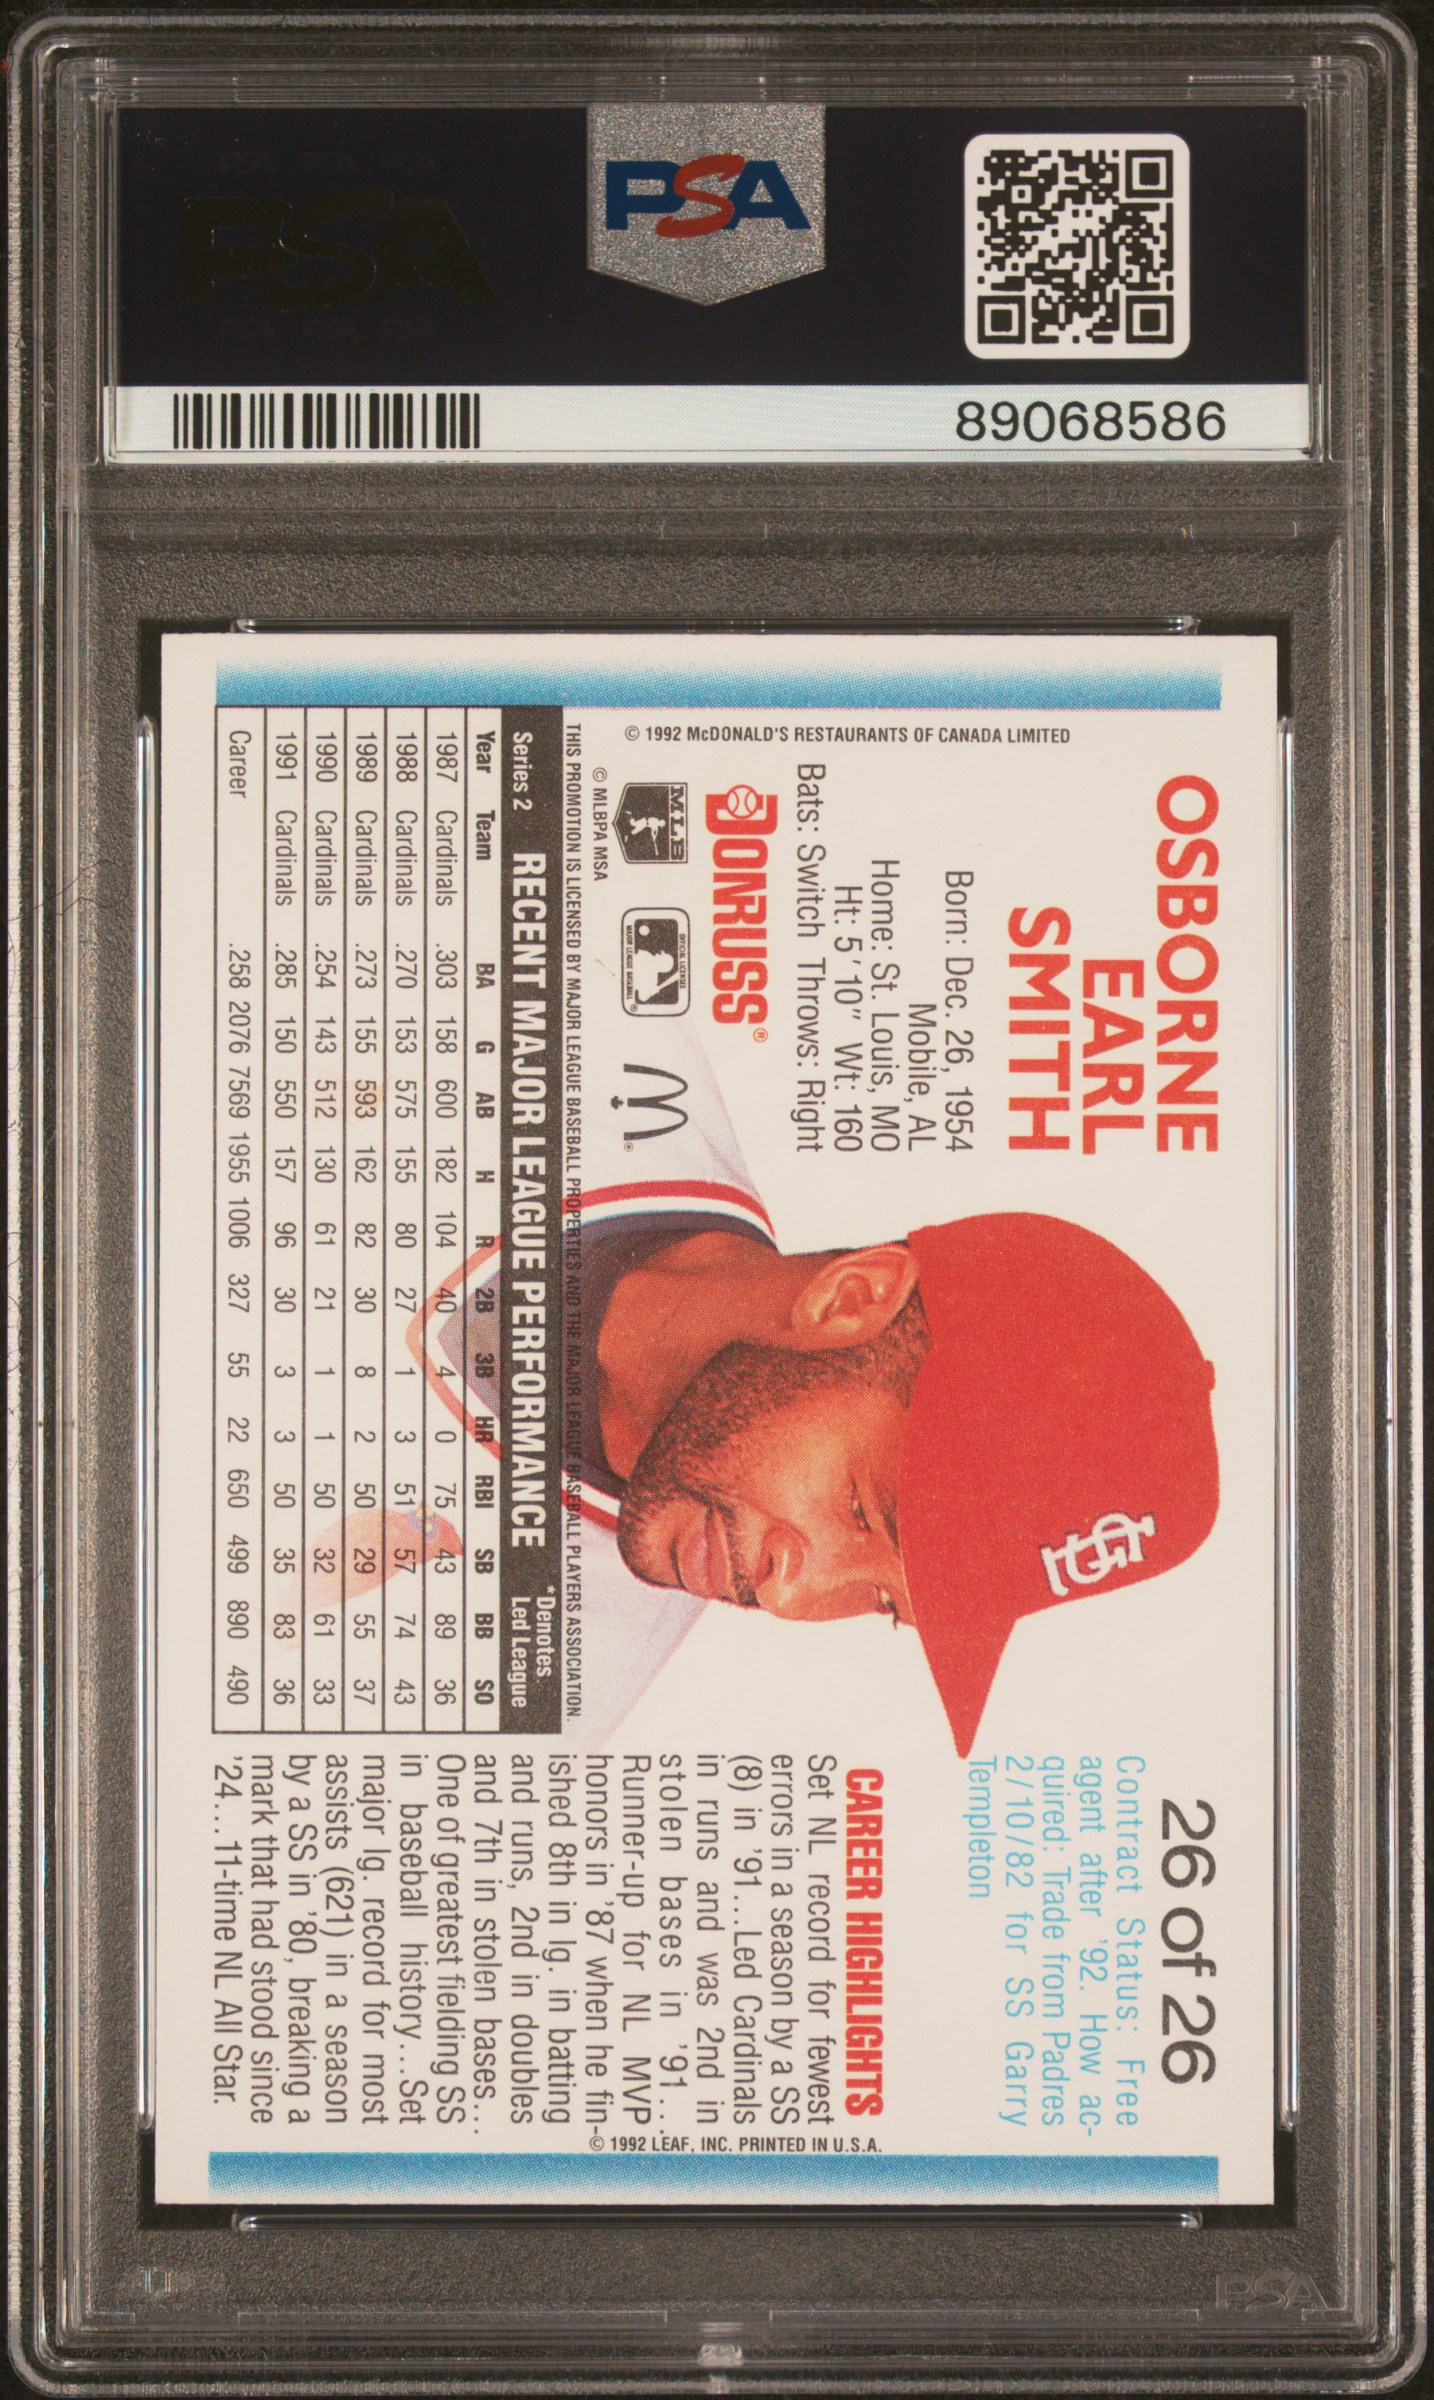 PSA
PSA
89068586
OSBORNE
EARL
SMITH
Born: Dec. 26, 1954
Mobile, AL
Home: St. Louis, MO
Ht: 5' 10" Wt: 160
Bats: Switch Throws: Right
DONRUSS®
© 1992 McDONALD'S RESTAURANTS OF CANADA LIMITED
MLB
OFFICIAL LICENSEE
MAJOR LEAGUE BASEBALL®
© MLBPA MSA
THIS PROMOTION IS LICENSED BY MAJOR LEAGUE BASEBALL PROPERTIES AND THE MAJOR LEAGUE BASEBALL PLAYERS ASSOCIATION.
Series 2 RECENT MAJOR LEAGUE PERFORMANCE *Denotes
Led League
Year Team BA G AB H R 2B 3B HR RBI SB BB SO
1987 Cardinals .303 158 600 182 104 40 4 0 75 43 89 36
1988 Cardinals .270 153 575 155 80 27 1 3 51 57 74 43
1989 Cardinals .273 155 593 162 82 30 8 2 50 29 55 37
1990 Cardinals .254 143 512 130 61 21 1 1 50 32 61 33
1991 Cardinals .285 150 550 157 96 30 3 3 50 35 83 36
Career .258 2076 7569 1955 1006 327 55 22 650 499 890 490
26 of 26
Contract Status: Free
agent after '92. How ac-
quired: Trade from Padres
2/10/82 for SS Garry
Templeton
CAREER HIGHLIGHTS
Set NL record for fewest
errors in a season by a SS
(8) in '91...Led Cardinals
in runs and was 2nd in
stolen bases in '91...
Runner-up for NL MVP
honors in '87 when he fin-
ished 8th in lg. in batting
and runs, 2nd in doubles
and 7th in stolen bases...
One of greatest fielding SS
in baseball history...Set
major lg. record for most
assists (621) in a season
by a SS in '80, breaking a
mark that had stood since
'24...11-time NL All Star.
© 1992 LEAF, INC. PRINTED IN U.S.A.
PSA